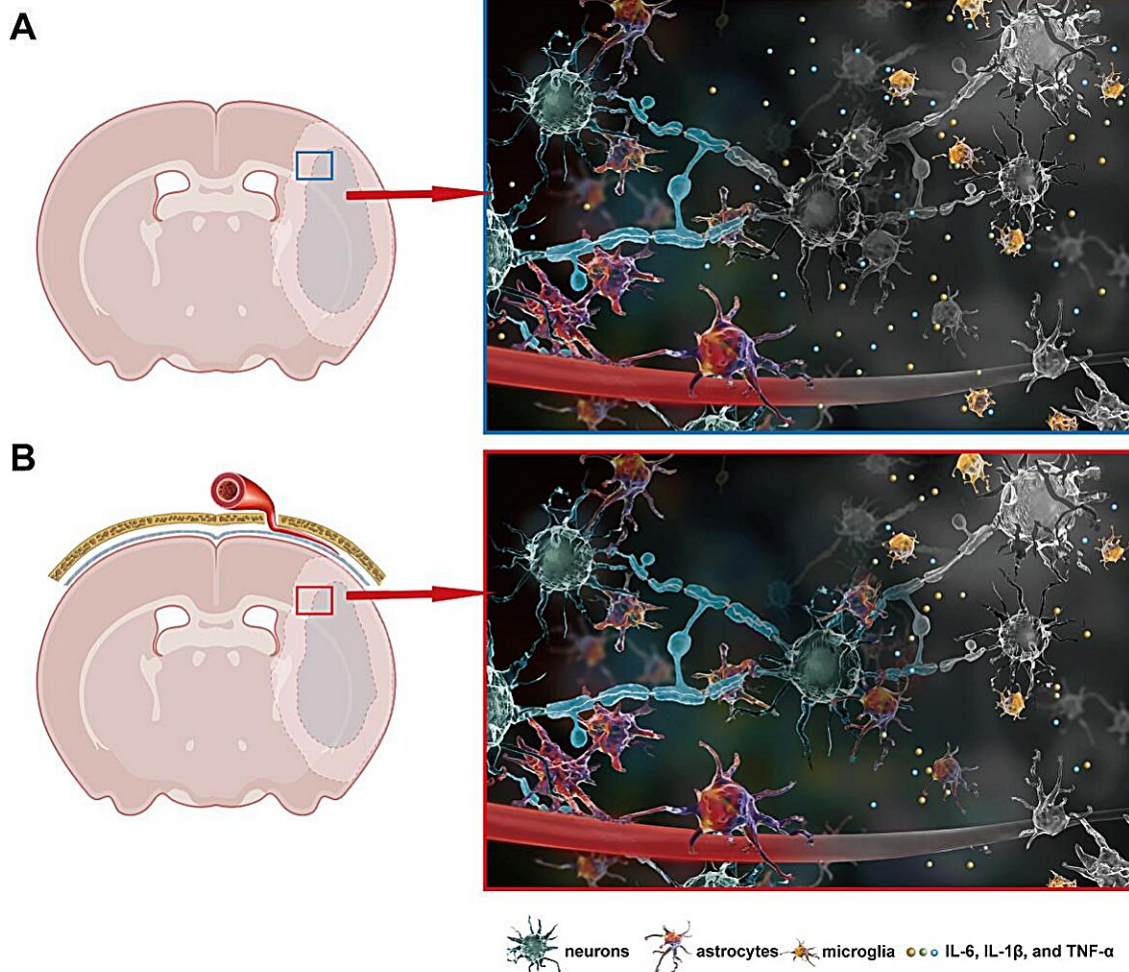 A
B
neurons astrocytes microglia IL-6, IL-1β, and TNF-α